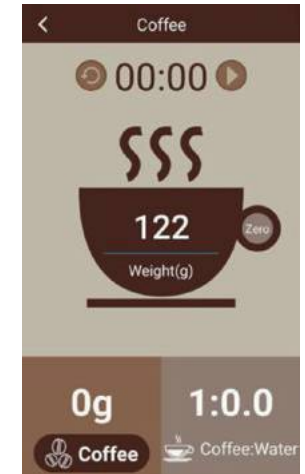 Coffee
00:00
122
Zero
Weight(g)
0g
1:0.0
Coffee
Coffee:Water